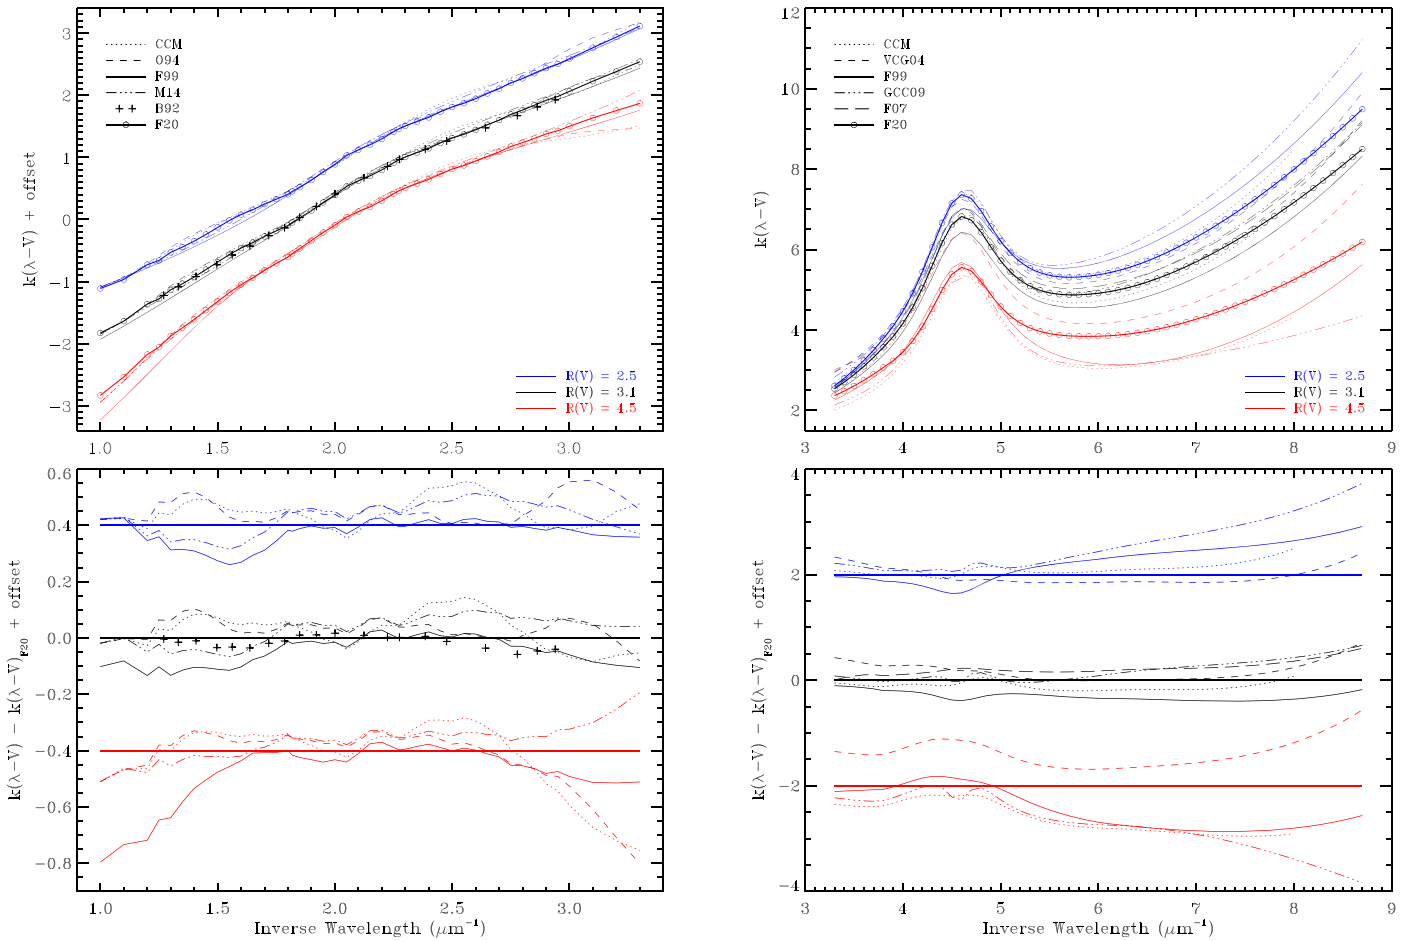 3
2
1
0
−1
−2
−3
k(λ−V) + offset
CCM
O94
F99
M14
B92
F20
R(V) = 2.5
R(V) = 3.1
R(V) = 4.5
1.0
1.5
2.0
2.5
3.0
12
10
8
6
4
2
k(λ−V)
CCM
VCG04
F99
GCC09
F07
F20
R(V) = 2.5
R(V) = 3.1
R(V) = 4.5
3
4
5
6
7
8
9
0.6
0.4
0.2
0.0
−0.2
−0.4
−0.6
−0.8
k(λ−V) − k(λ−V)F20 + offset
1.0
1.5
2.0
2.5
3.0
Inverse Wavelength (μm⁻¹)
4
2
0
−2
−4
k(λ−V) − k(λ−V)F20 + offset
3
4
5
6
7
8
9
Inverse Wavelength (μm⁻¹)